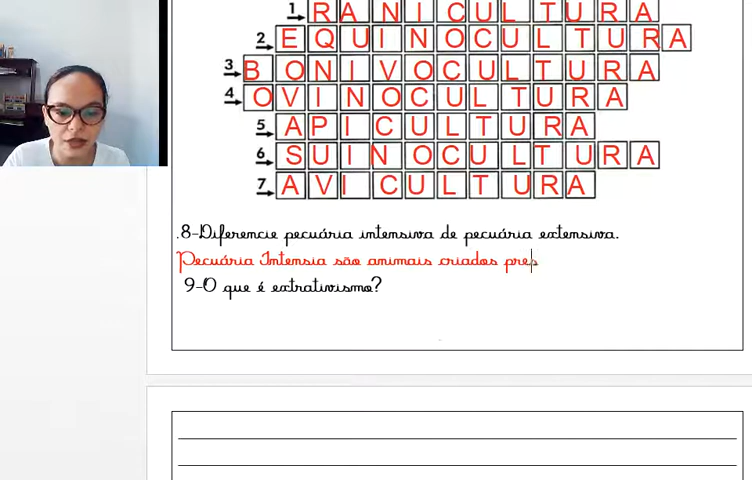 1 RANICULTURA
2 EQUINOCULTURA
3 BONIVOCULTURA
4 OVINOCULTURA
5 APICULTURA
6 SUINOCULTURA
7 AVICULTURA
.8-Diferencie pecuária intensiva de pecuária extensiva.
Pecuária Intensia são animais criados prep
9-O que é extrativismo?